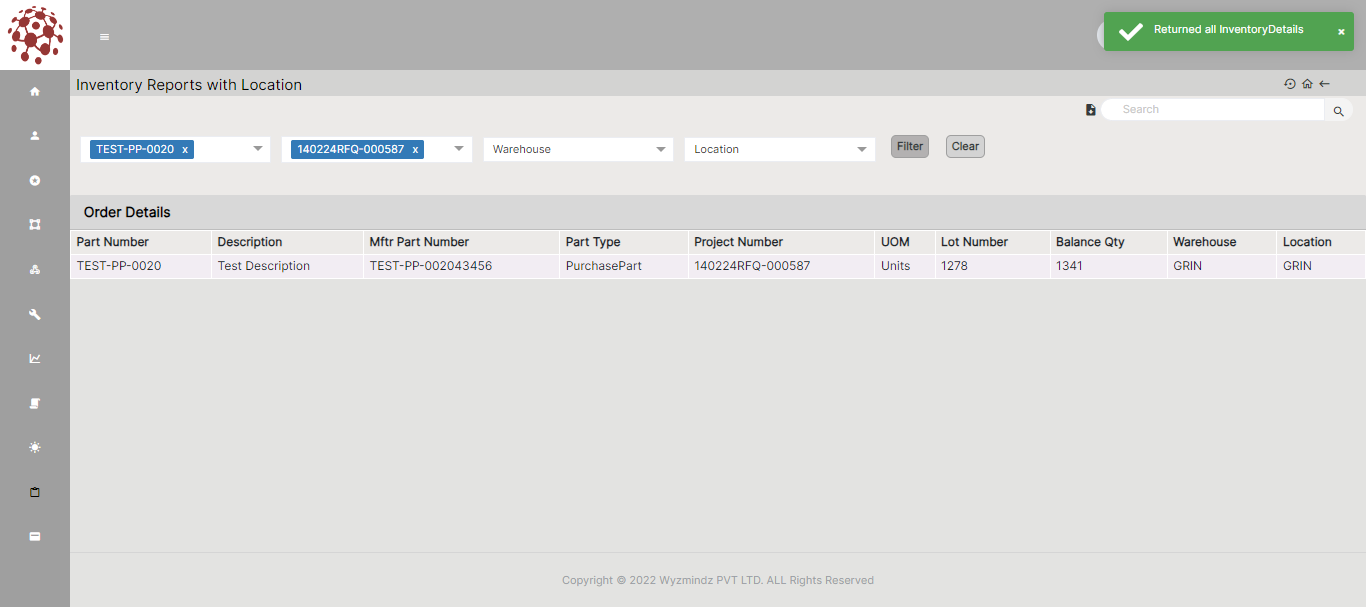 Returned all InventoryDetails
×
Inventory Reports with Location
Search
TEST-PP-0020 x
140224RFQ-000587 x
Warehouse
Location
Filter
Clear
Order Details
Part Number Description Mftr Part Number Part Type Project Number UOM Lot Number Balance Qty Warehouse Location
TEST-PP-0020 Test Description TEST-PP-002043456 PurchasePart 140224RFQ-000587 Units 1278 1341 GRIN GRIN
Copyright © 2022 Wyzmindz PVT LTD. ALL Rights Reserved